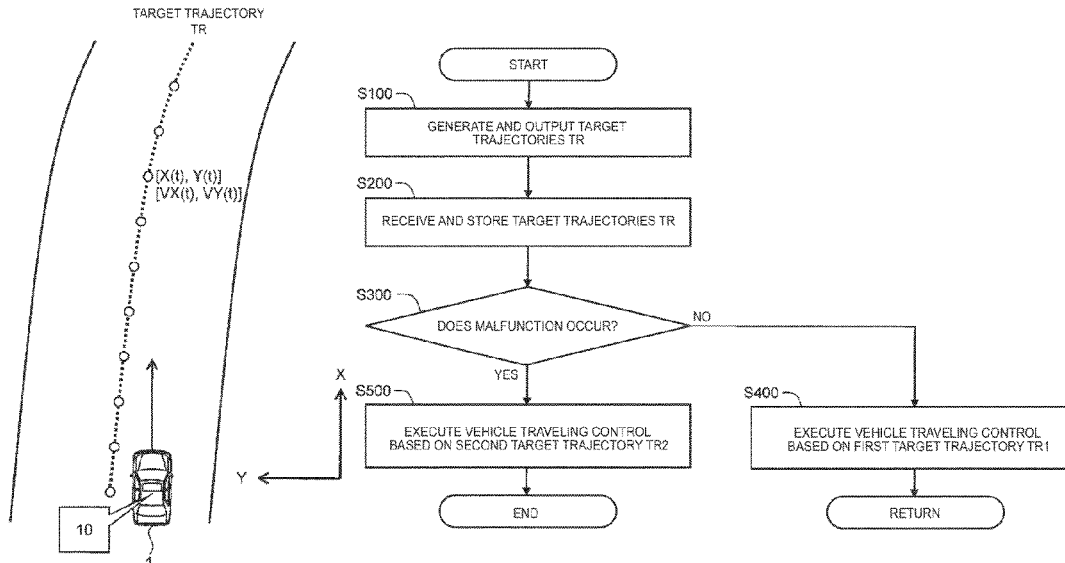 TARGET TRAJECTORY
TR
[X(t), Y(t)]
[VX(t), VY(t)]
X
Y
10
1
START
S100
GENERATE AND OUTPUT TARGET
TRAJECTORIES TR
S200
RECEIVE AND STORE TARGET TRAJECTORIES TR
S300
DOES MALFUNCTION OCCUR?
NO
YES
S500
EXECUTE VEHICLE TRAVELING CONTROL
BASED ON SECOND TARGET TRAJECTORY TR2
END
S400
EXECUTE VEHICLE TRAVELING CONTROL
BASED ON FIRST TARGET TRAJECTORY TR1
RETURN